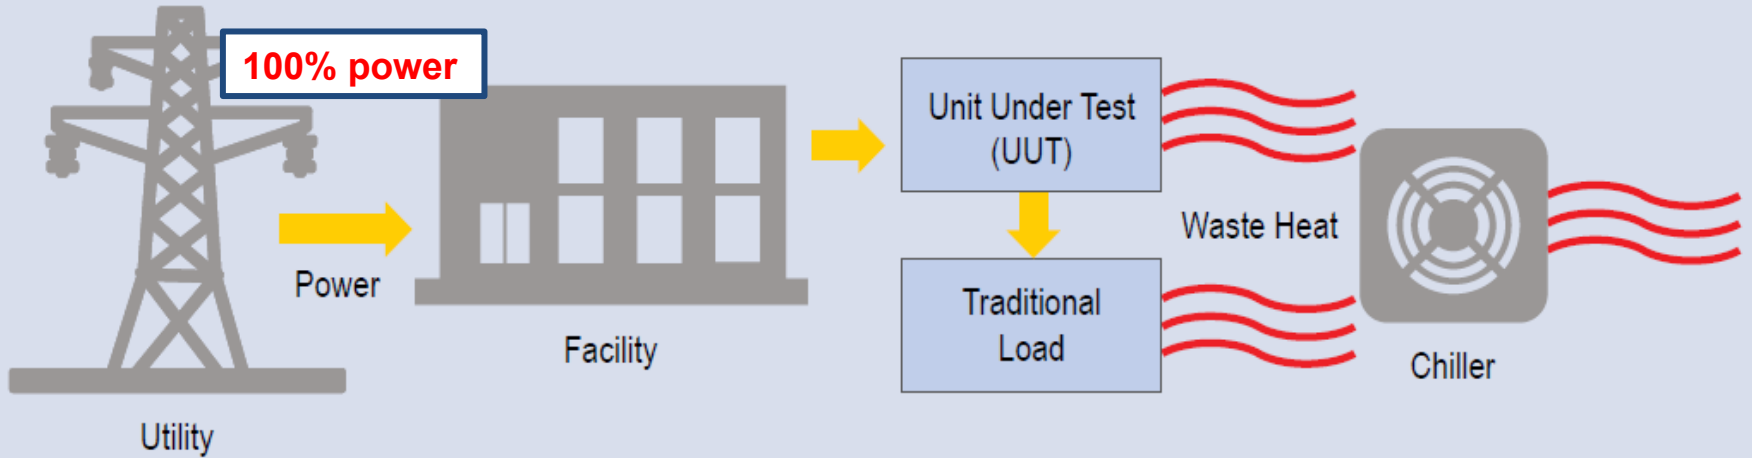 100% power
Power
Utility
Facility
Unit Under Test
(UUT)
Traditional
Load
Waste Heat
Chiller